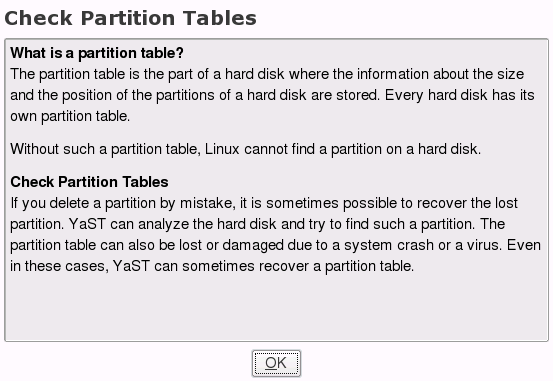 Check Partition Tables
What is a partition table?
The partition table is the part of a hard disk where the information about the size
and the position of the partitions of a hard disk are stored. Every hard disk has its
own partition table.
Without such a partition table, Linux cannot find a partition on a hard disk.
Check Partition Tables
If you delete a partition by mistake, it is sometimes possible to recover the lost
partition. YaST can analyze the hard disk and try to find such a partition. The
partition table can also be lost or damaged due to a system crash or a virus. Even
in these cases, YaST can sometimes recover a partition table.
OK